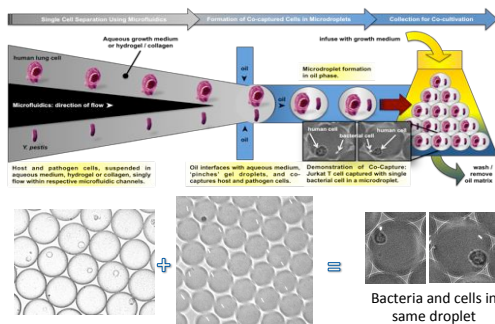 Single Cell Separation Using Microfluidics
Formation of Co-captured Cells in Microdroplets
Collection for Co-cultivation
Aqueous growth medium
or hydrogel / collagen
human lung cell
Microfluidics: direction of flow
Y. pestis
Host and pathogen cells, suspended in
aqueous medium, hydrogel or collagen, singly
flow within respective microfluidic channels.
oil
oil
oil
Oil interfaces with aqueous medium,
'pinches' gel droplets, and co-
captures host and pathogen cells.
Microdroplet formation
in oil phase.
human cell
bacterial cell
human cell
Demonstration of Co-Capture:
Jurkat T cell captured with single
bacterial cell in a microdroplet.
infuse with growth medium
wash /
remove
oil matrix
+
=
Bacteria and cells in
same droplet